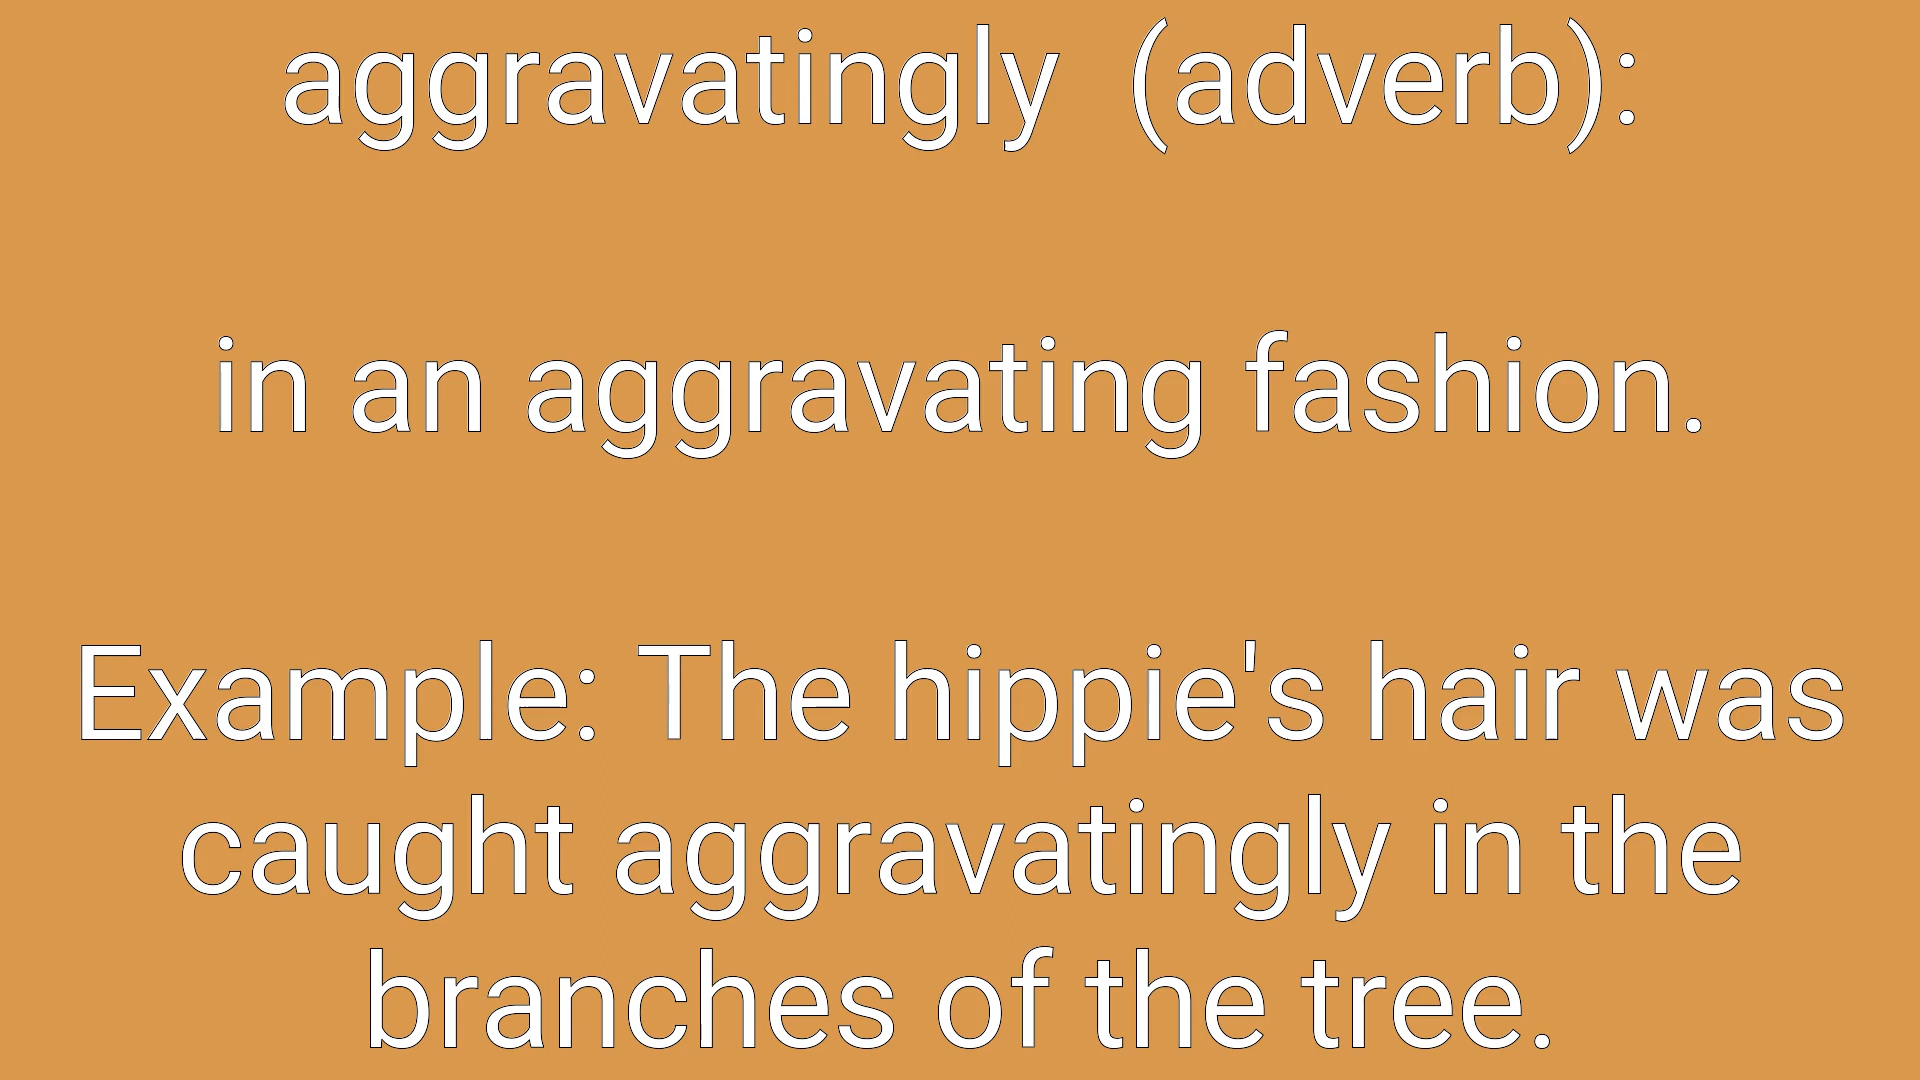 aggravatingly  (adverb):
in an aggravating fashion.
Example: The hippie's hair was
caught aggravatingly in the
branches of the tree.